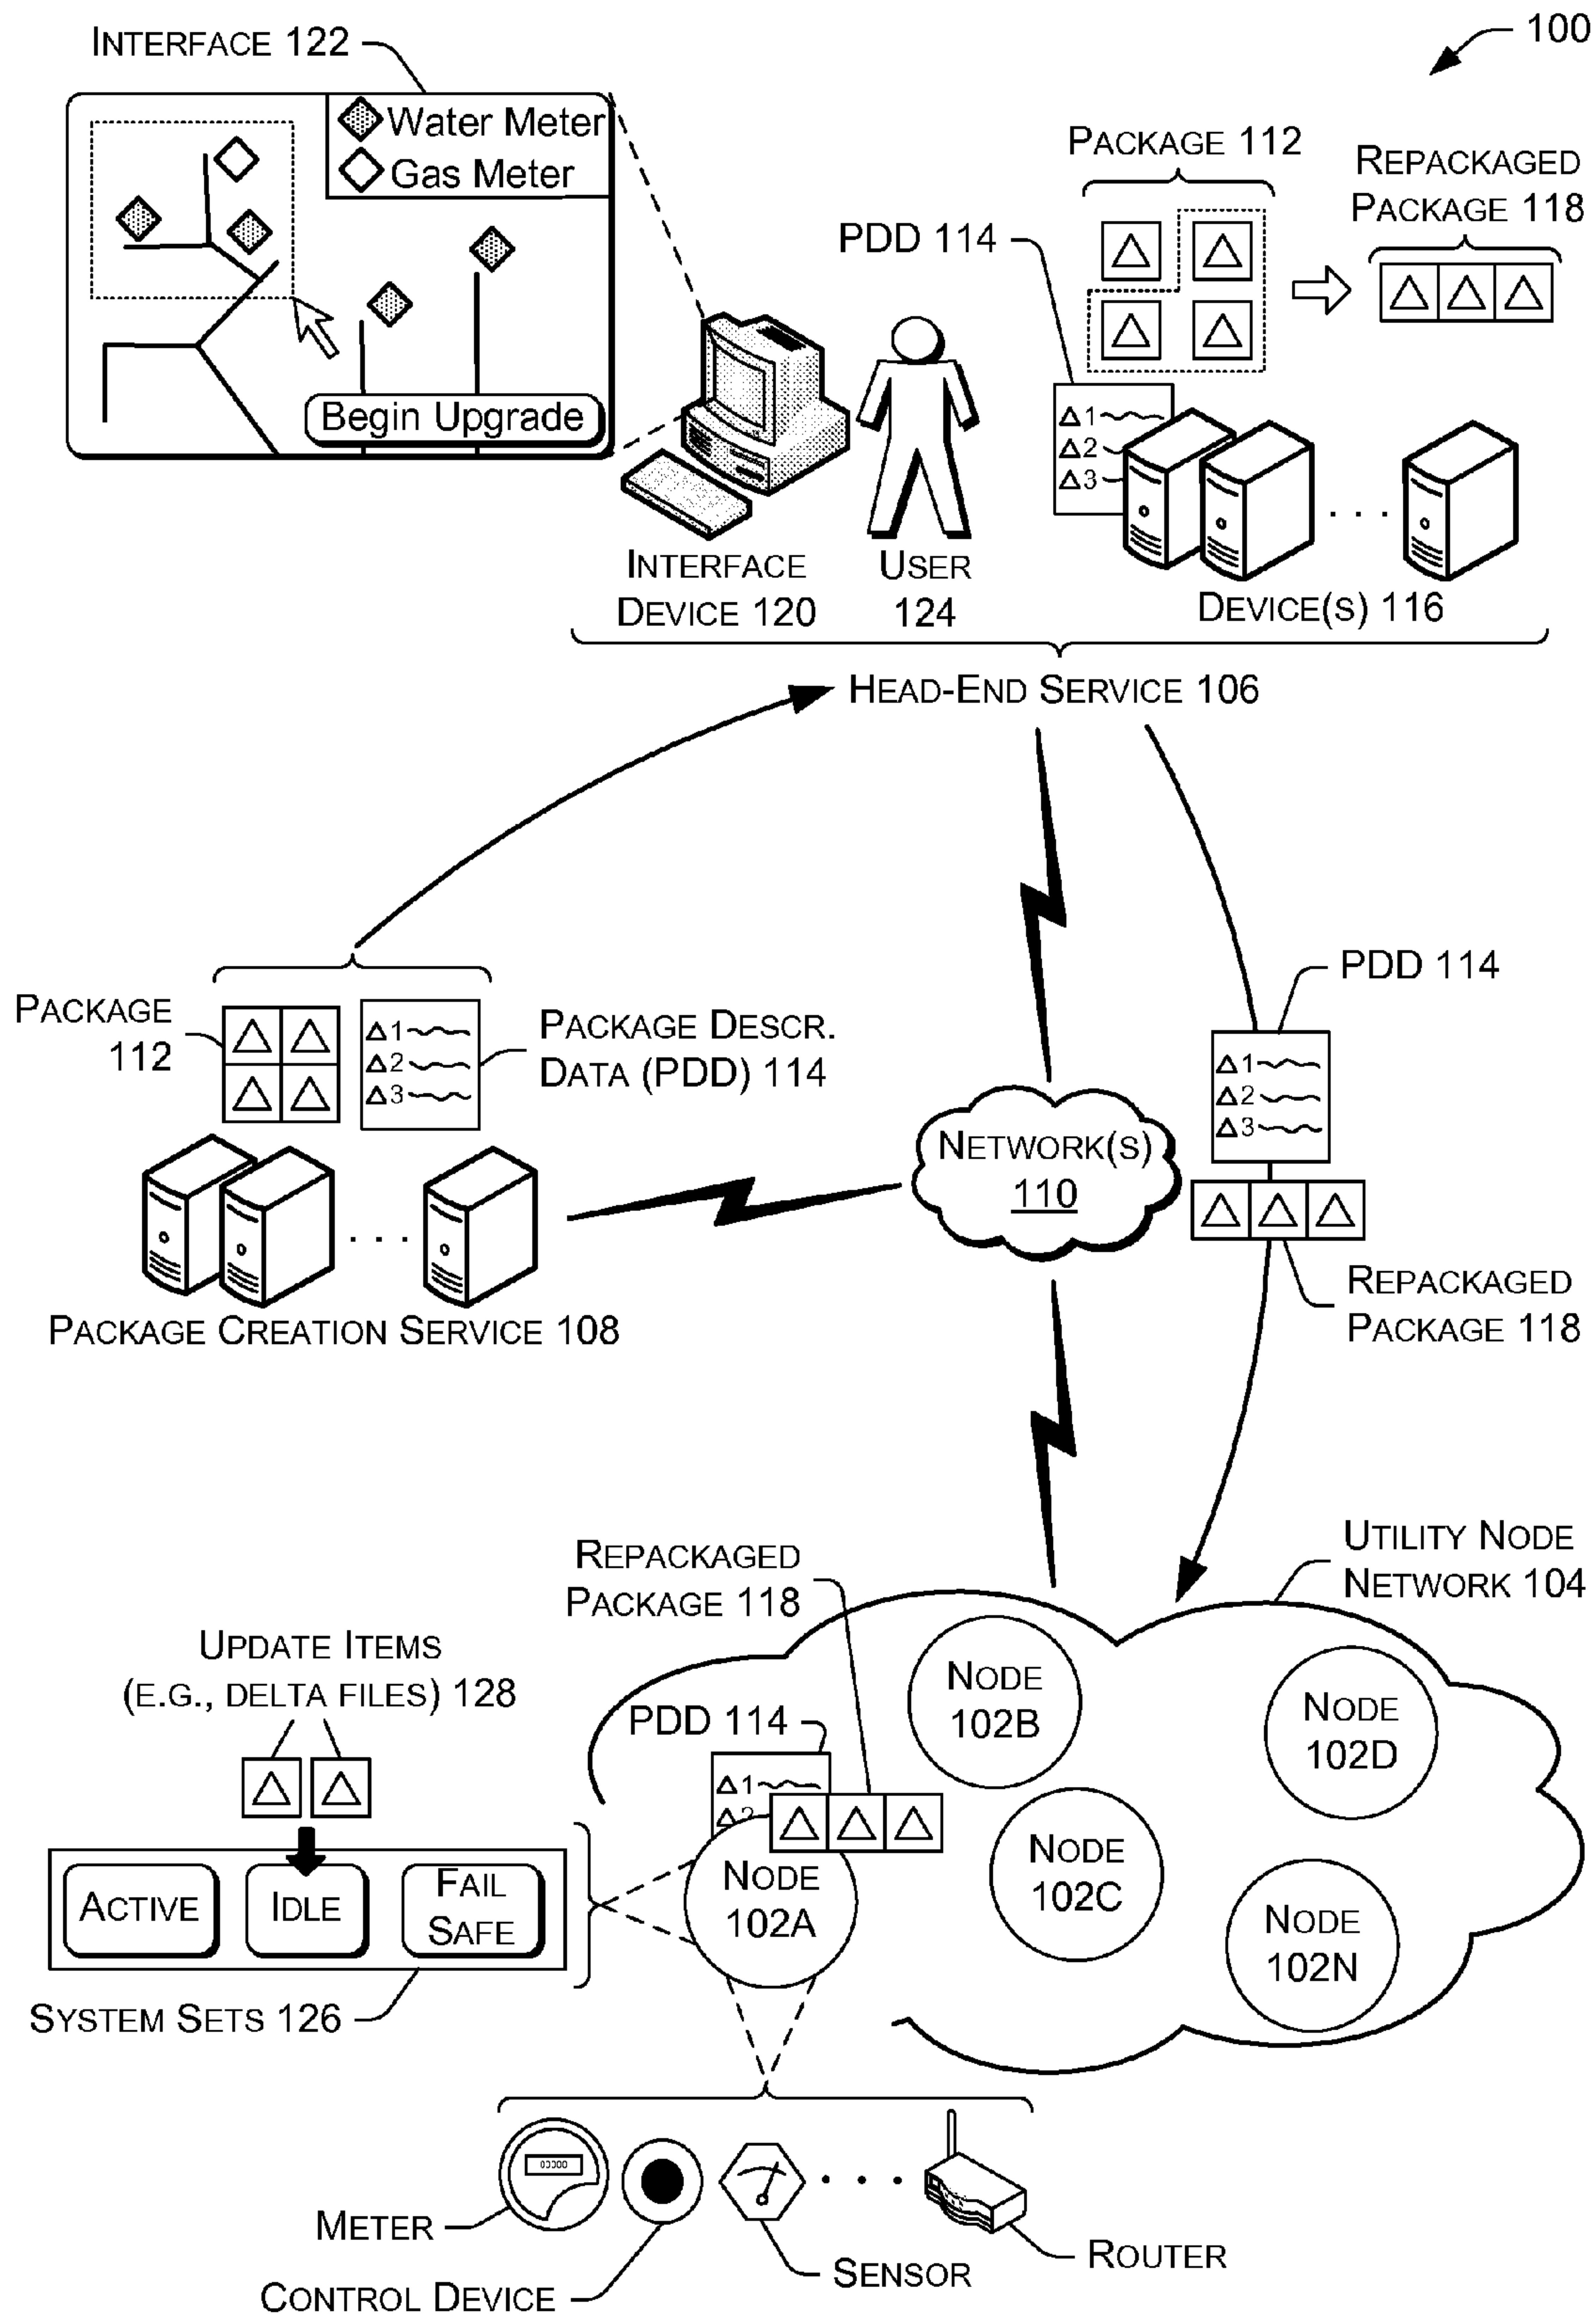 100
INTERFACE 122
Water Meter
Gas Meter
Begin Upgrade
PACKAGE 112
REPACKAGED
PACKAGE 118
PDD 114
Δ1
Δ2
Δ3
INTERFACE
DEVICE 120
USER
124
DEVICE(S) 116
HEAD-END SERVICE 106
PACKAGE
112
Δ1
Δ2
Δ3
PACKAGE DESCR.
DATA (PDD) 114
PACKAGE CREATION SERVICE 108
NETWORK(S)
110
PDD 114
Δ1
Δ2
Δ3
REPACKAGED
PACKAGE 118
UTILITY NODE
NETWORK 104
REPACKAGED
PACKAGE 118
UPDATE ITEMS
(E.G., DELTA FILES) 128
PDD 114
Δ1
Δ2
NODE
102A
NODE
102B
NODE
102C
NODE
102D
NODE
102N
ACTIVE
IDLE
FAIL
SAFE
SYSTEM SETS 126
00000
METER
CONTROL DEVICE
SENSOR
ROUTER